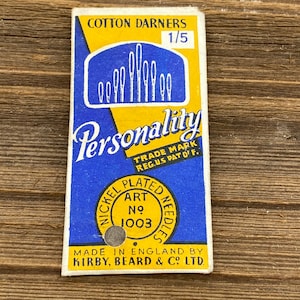 COTTON DARNERS
1/5
Personality
TRADE MARK
REG. U.S. PAT. OFF.
NICKEL PLATED NEEDLES
ART
No
1003
MADE IN ENGLAND BY
KIRBY, BEARD & Co LTD